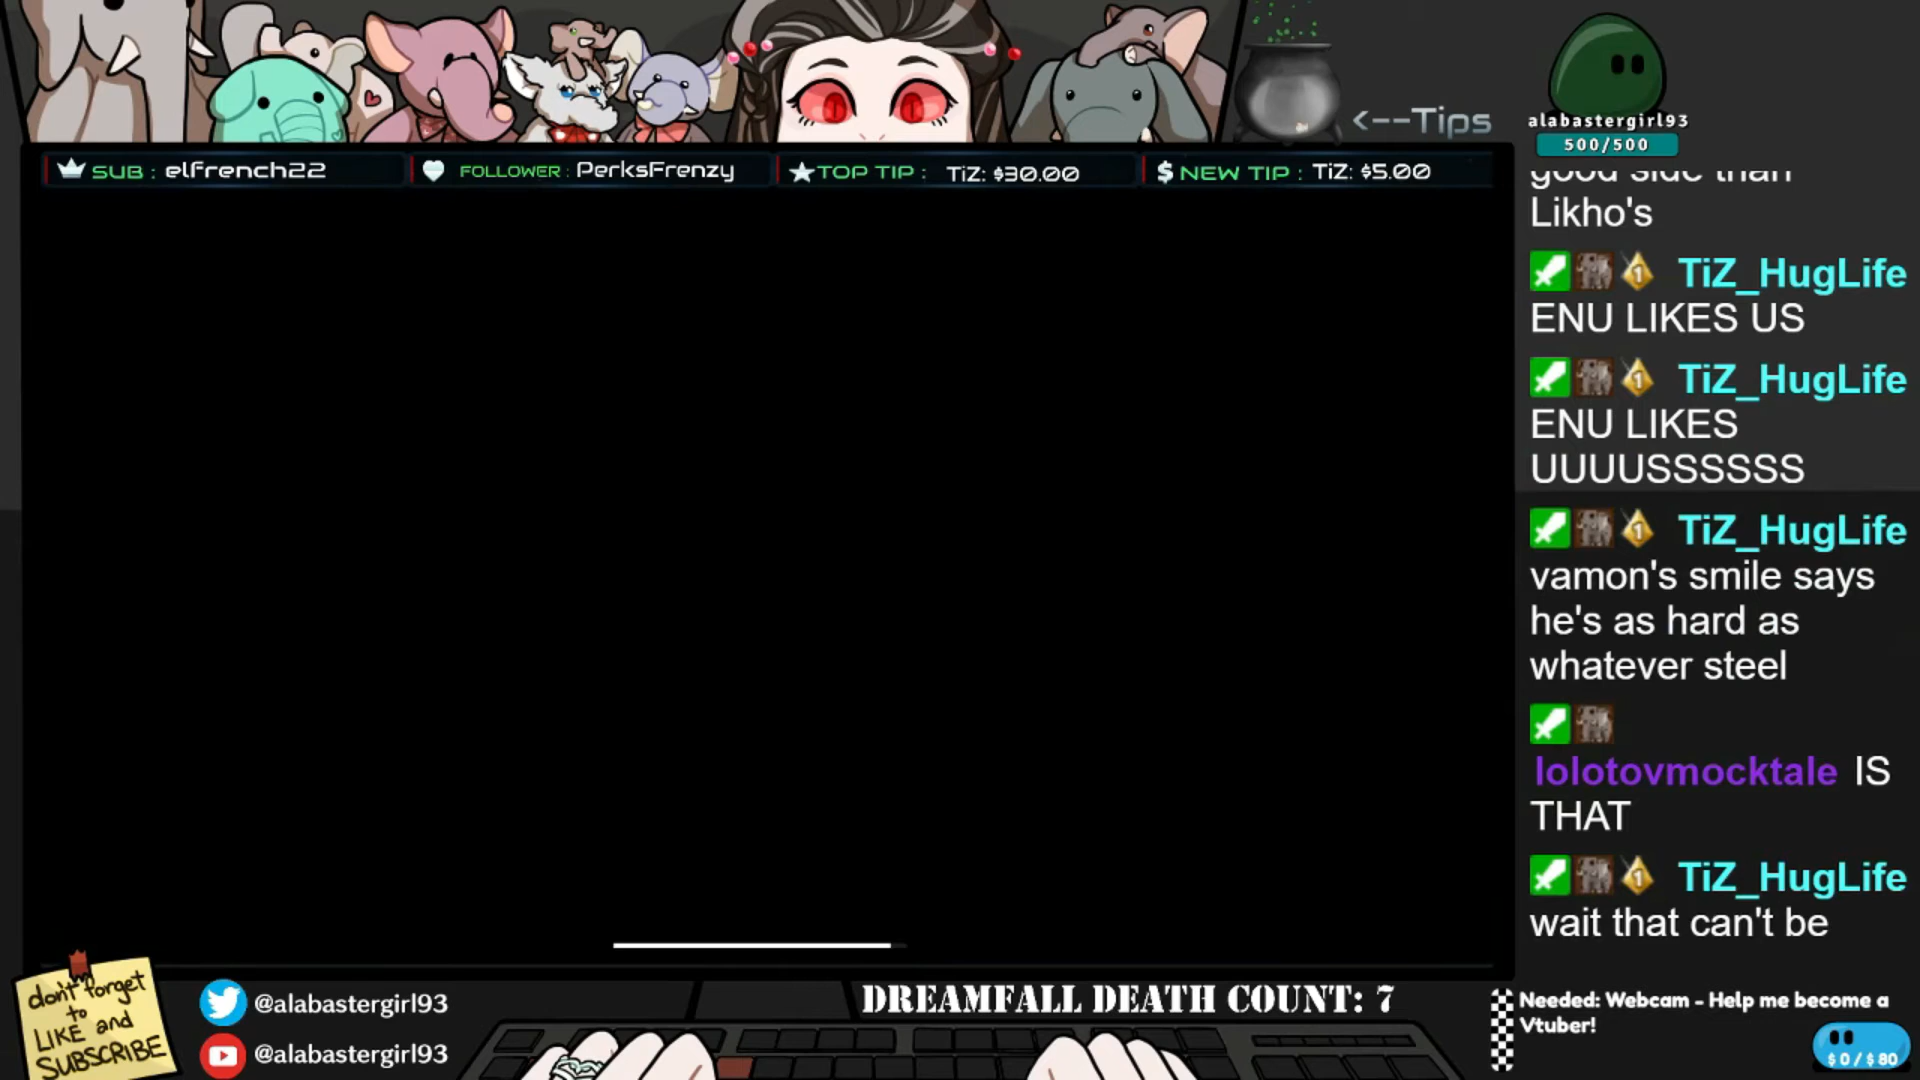 <--Tips
alabastergirl93
500/500
SUB : elfrench22
FOLLOWER : PerksFrenzy
TOP TIP : TiZ: $30.00
$ NEW TIP : TiZ: $5.00
good side than
Likho's
TiZ_HugLife
ENU LIKES US
TiZ_HugLife
ENU LIKES
UUUUSSSSSS
TiZ_HugLife
vamon's smile says
he's as hard as
whatever steel
lolotovmocktale IS
THAT
TiZ_HugLife
wait that can't be
don't forget
to
LIKE and
SUBSCRIBE
@alabastergirl93
@alabastergirl93
DREAMFALL DEATH COUNT: 7
Needed: Webcam - Help me become a
Vtuber!
$ 0 / $ 80